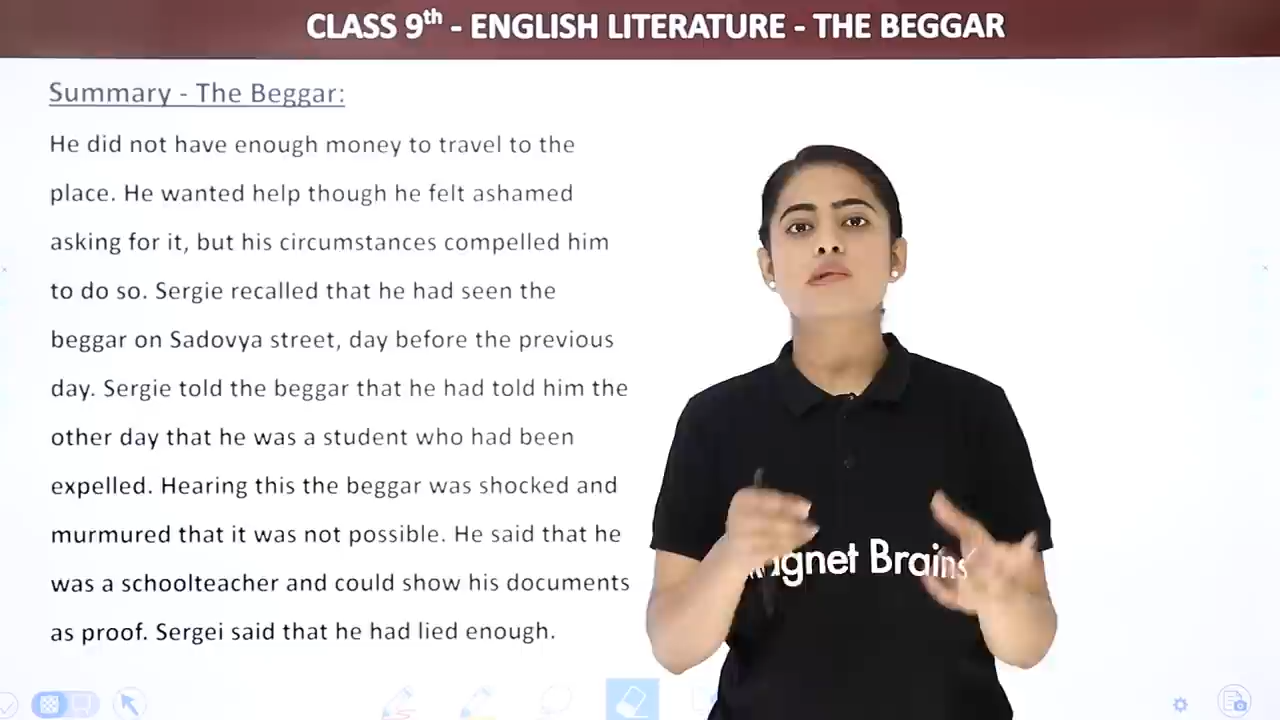 CLASS 9th - ENGLISH LITERATURE - THE BEGGAR
Summary - The Beggar:
He did not have enough money to travel to the
place. He wanted help though he felt ashamed
asking for it, but his circumstances compelled him
to do so. Sergie recalled that he had seen the
beggar on Sadovya street, day before the previous
day. Sergie told the beggar that he had told him the
other day that he was a student who had been
expelled. Hearing this the beggar was shocked and
murmured that it was not possible. He said that he
was a schoolteacher and could show his documents
as proof. Sergei said that he had lied enough.
Brains